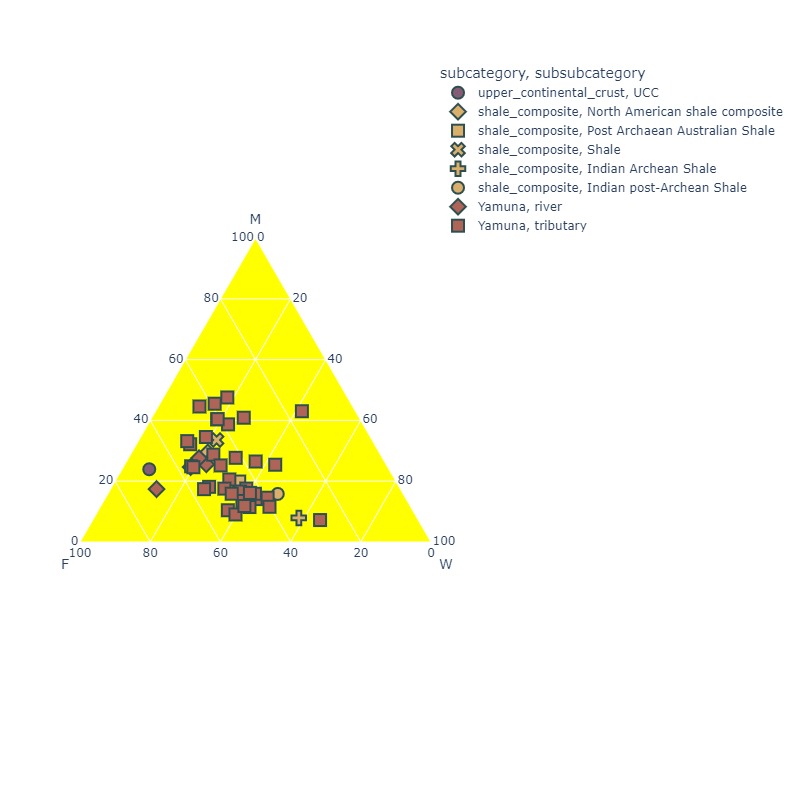 subcategory, subsubcategory
upper_continental_crust, UCC
shale_composite, North American shale composite
shale_composite, Post Archaean Australian Shale
shale_composite, Shale
shale_composite, Indian Archean Shale
shale_composite, Indian post-Archean Shale
Yamuna, river
Yamuna, tributary
M
100 0
80 20
60 40
40 60
20 80
0 100
100 80 60 40 20 0
F W